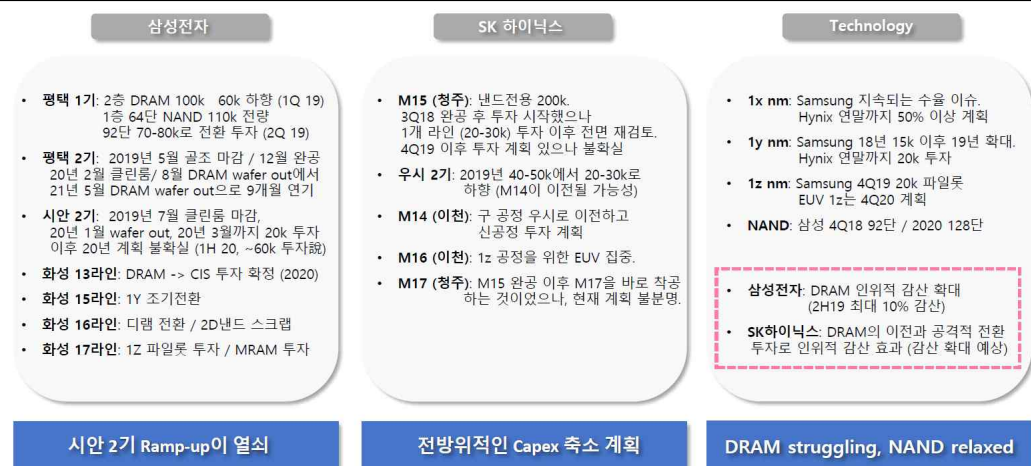 삼성전자
• 평택 1기: 2층 DRAM 100k 60k 하향 (1Q 19)
1층 64단 NAND 110k 전량
92단 70-80k로 전환 투자 (2Q 19)
• 평택 2기: 2019년 5월 골조 마감 / 12월 완공
20년 2월 클린룸/ 8월 DRAM wafer out에서
21년 5월 DRAM wafer out으로 9개월 연기
• 시안 2기: 2019년 7월 클린룸 마감,
20년 1월 wafer out, 20년 3월까지 20k 투자
이후 20년 계획 불확실 (1H 20, ~60k 투자說)
• 화성 13라인: DRAM -> CIS 투자 확정 (2020)
• 화성 15라인: 1Y 조기전환
• 화성 16라인: 디램 전환 / 2D낸드 스크랩
• 화성 17라인: 1Z 파일롯 투자 / MRAM 투자
시안 2기 Ramp-up이 열쇠
SK 하이닉스
• M15 (청주): 낸드전용 200k.
3Q18 완공 후 투자 시작했으나
1개 라인 (20-30k) 투자 이후 전면 재검토.
4Q19 이후 투자 계획 있으나 불확실
• 우시 2기: 2019년 40-50k에서 20-30k로
하향 (M14이 이전될 가능성)
• M14 (이천): 구 공정 우시로 이전하고
신공정 투자 계획
• M16 (이천): 1z 공정을 위한 EUV 집중.
• M17 (청주): M15 완공 이후 M17을 바로 착공
하는 것이었으나, 현재 계획 불분명.
전방위적인 Capex 축소 계획
Technology
• 1x nm: Samsung 지속되는 수율 이슈.
Hynix 연말까지 50% 이상 계획
• 1y nm: Samsung 18년 15k 이후 19년 확대.
Hynix 연말까지 20k 투자
• 1z nm: Samsung 4Q19 20k 파일롯
EUV 1z는 4Q20 계획
• NAND: 삼성 4Q18 92단 / 2020 128단
• 삼성전자: DRAM 인위적 감산 확대
(2H19 최대 10% 감산)
• SK하이닉스: DRAM의 이전과 공격적 전환
투자로 인위적 감산 효과 (감산 확대 예상)
DRAM struggling, NAND relaxed